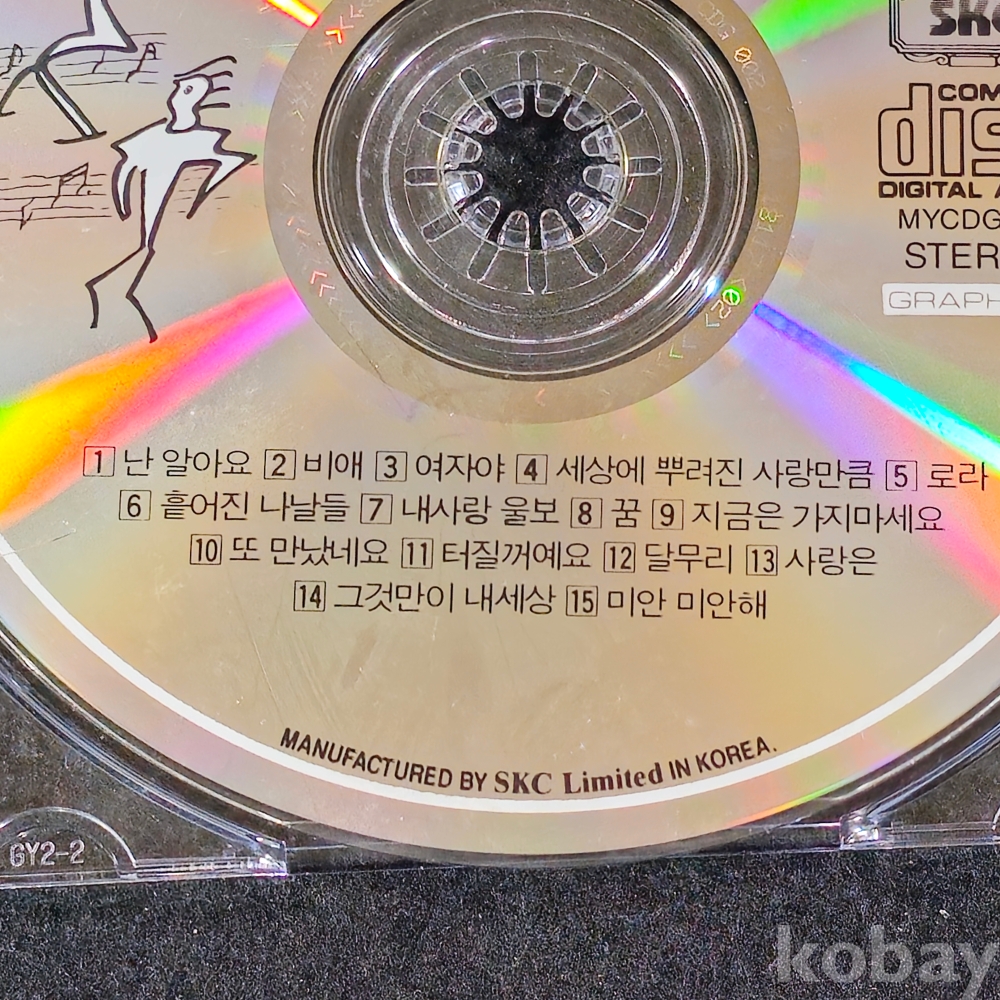 SKC
COM
dis
DIGITAL A
MYCDG
STER
GRAPH
1 난 알아요 2 비애 3 여자야 4 세상에 뿌려진 사랑만큼 5 로라
6 흩어진 나날들 7 내사랑 울보 8 꿈 9 지금은 가지마세요
10 또 만났네요 11 터질꺼예요 12 달무리 13 사랑은
14 그것만이 내세상 15 미안 미안해
MANUFACTURED BY SKC Limited IN KOREA.
GY2-2
kobay